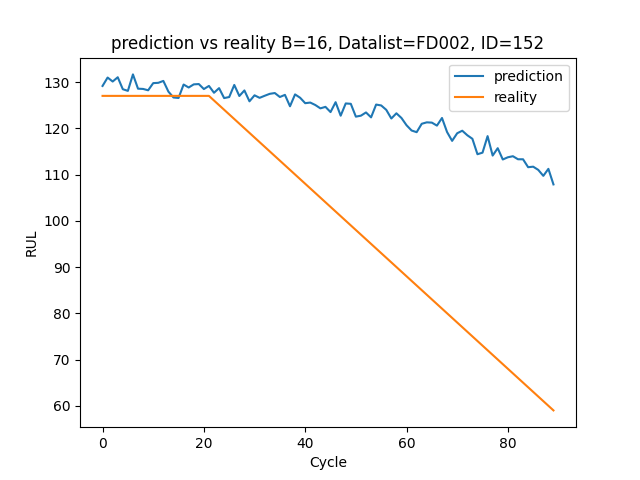 prediction vs reality B=16, Datalist=FD002, ID=152
prediction
reality
130
120
110
100
90
80
70
60
RUL
0 20 40 60 80
Cycle